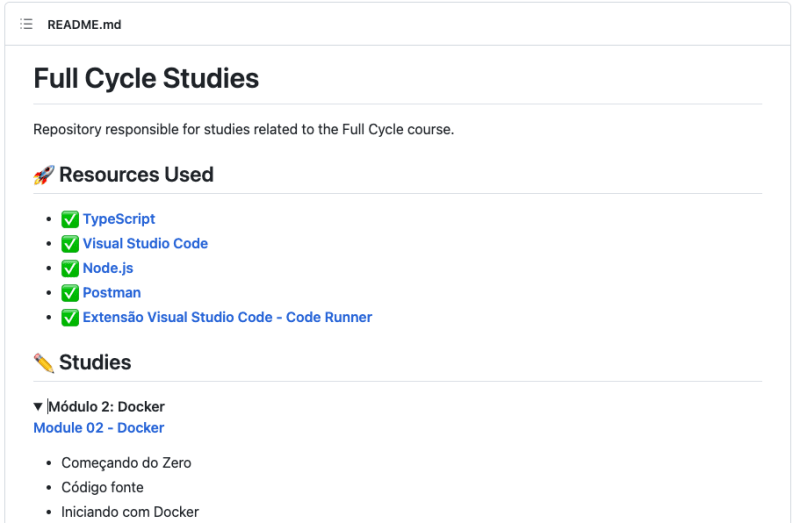 README.md
Full Cycle Studies
Repository responsible for studies related to the Full Cycle course.
🚀 Resources Used
• ✅ TypeScript
• ✅ Visual Studio Code
• ✅ Node.js
• ✅ Postman
• ✅ Extensão Visual Studio Code - Code Runner
✏️ Studies
▼ Módulo 2: Docker
Module 02 - Docker
• Começando do Zero
• Código fonte
• Iniciando com Docker